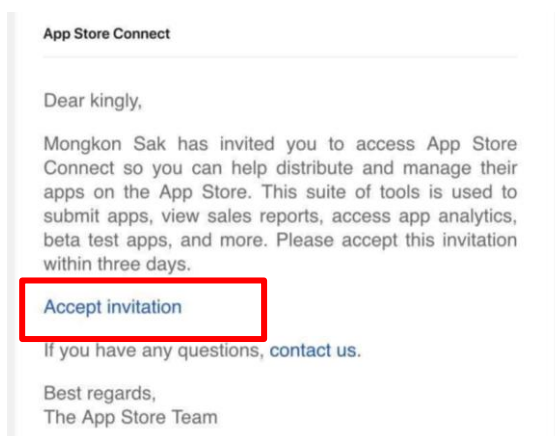 App Store Connect
Dear kingly,
Mongkon Sak has invited you to access App Store
Connect so you can help distribute and manage their
apps on the App Store. This suite of tools is used to
submit apps, view sales reports, access app analytics,
beta test apps, and more. Please accept this invitation
within three days.
Accept invitation
If you have any questions, contact us.
Best regards,
The App Store Team